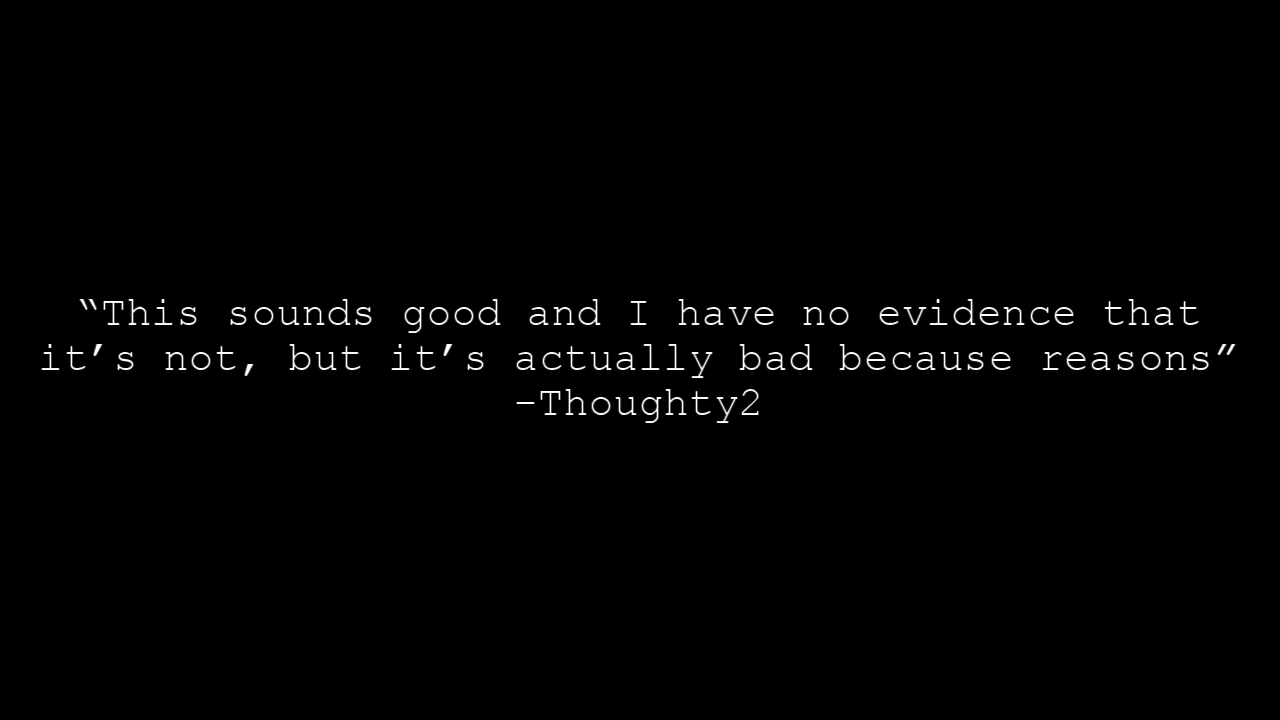 “This sounds good and I have no evidence that
it’s not, but it’s actually bad because reasons”
-Thoughty2